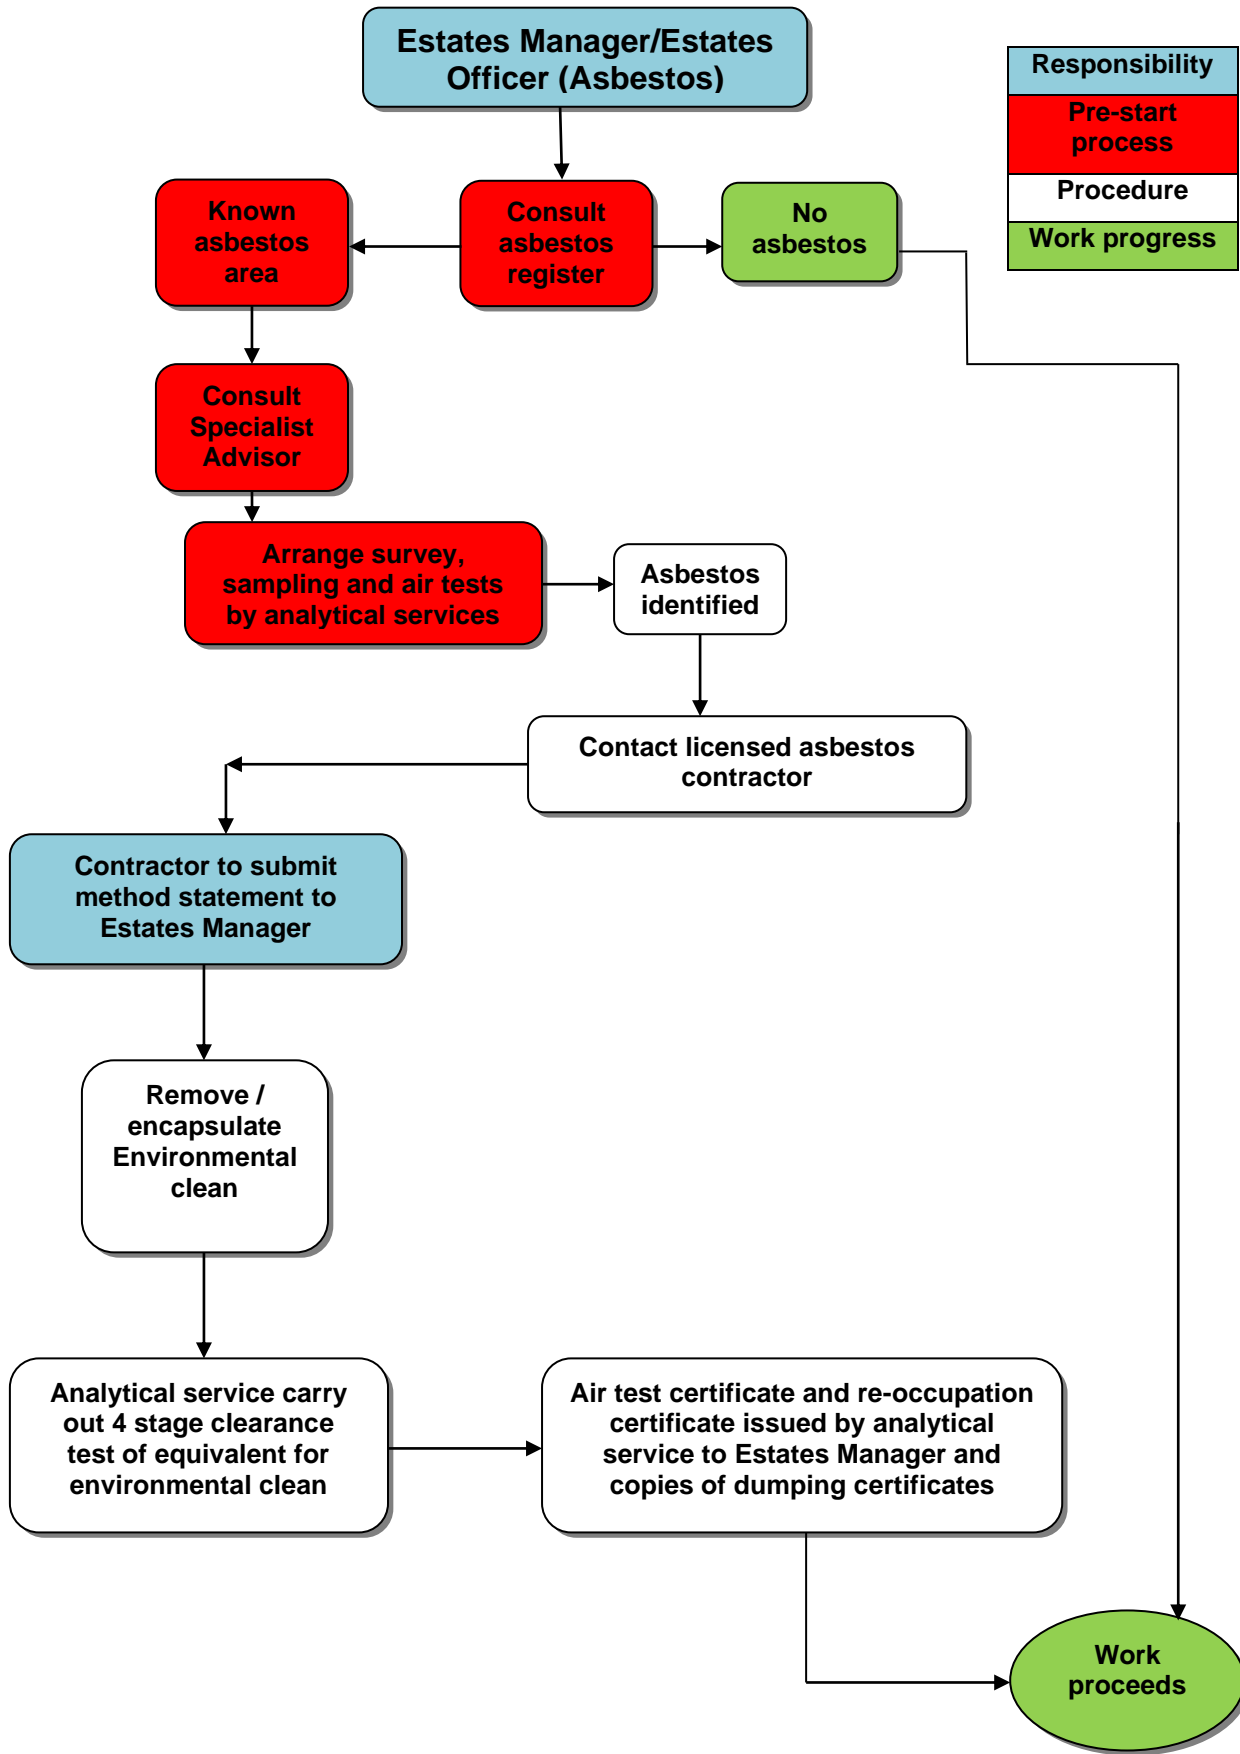 Estates Manager/Estates
Officer (Asbestos)
Responsibility
Pre-start
process
Procedure
Work progress
Known
asbestos
area
Consult
asbestos
register
No
asbestos
Consult
Specialist
Advisor
Arrange survey,
sampling and air tests
by analytical services
Asbestos
identified
Contact licensed asbestos
contractor
Contractor to submit
method statement to
Estates Manager
Remove /
encapsulate
Environmental
clean
Analytical service carry
out 4 stage clearance
test of equivalent for
environmental clean
Air test certificate and re-occupation
certificate issued by analytical
service to Estates Manager and
copies of dumping certificates
Work
proceeds